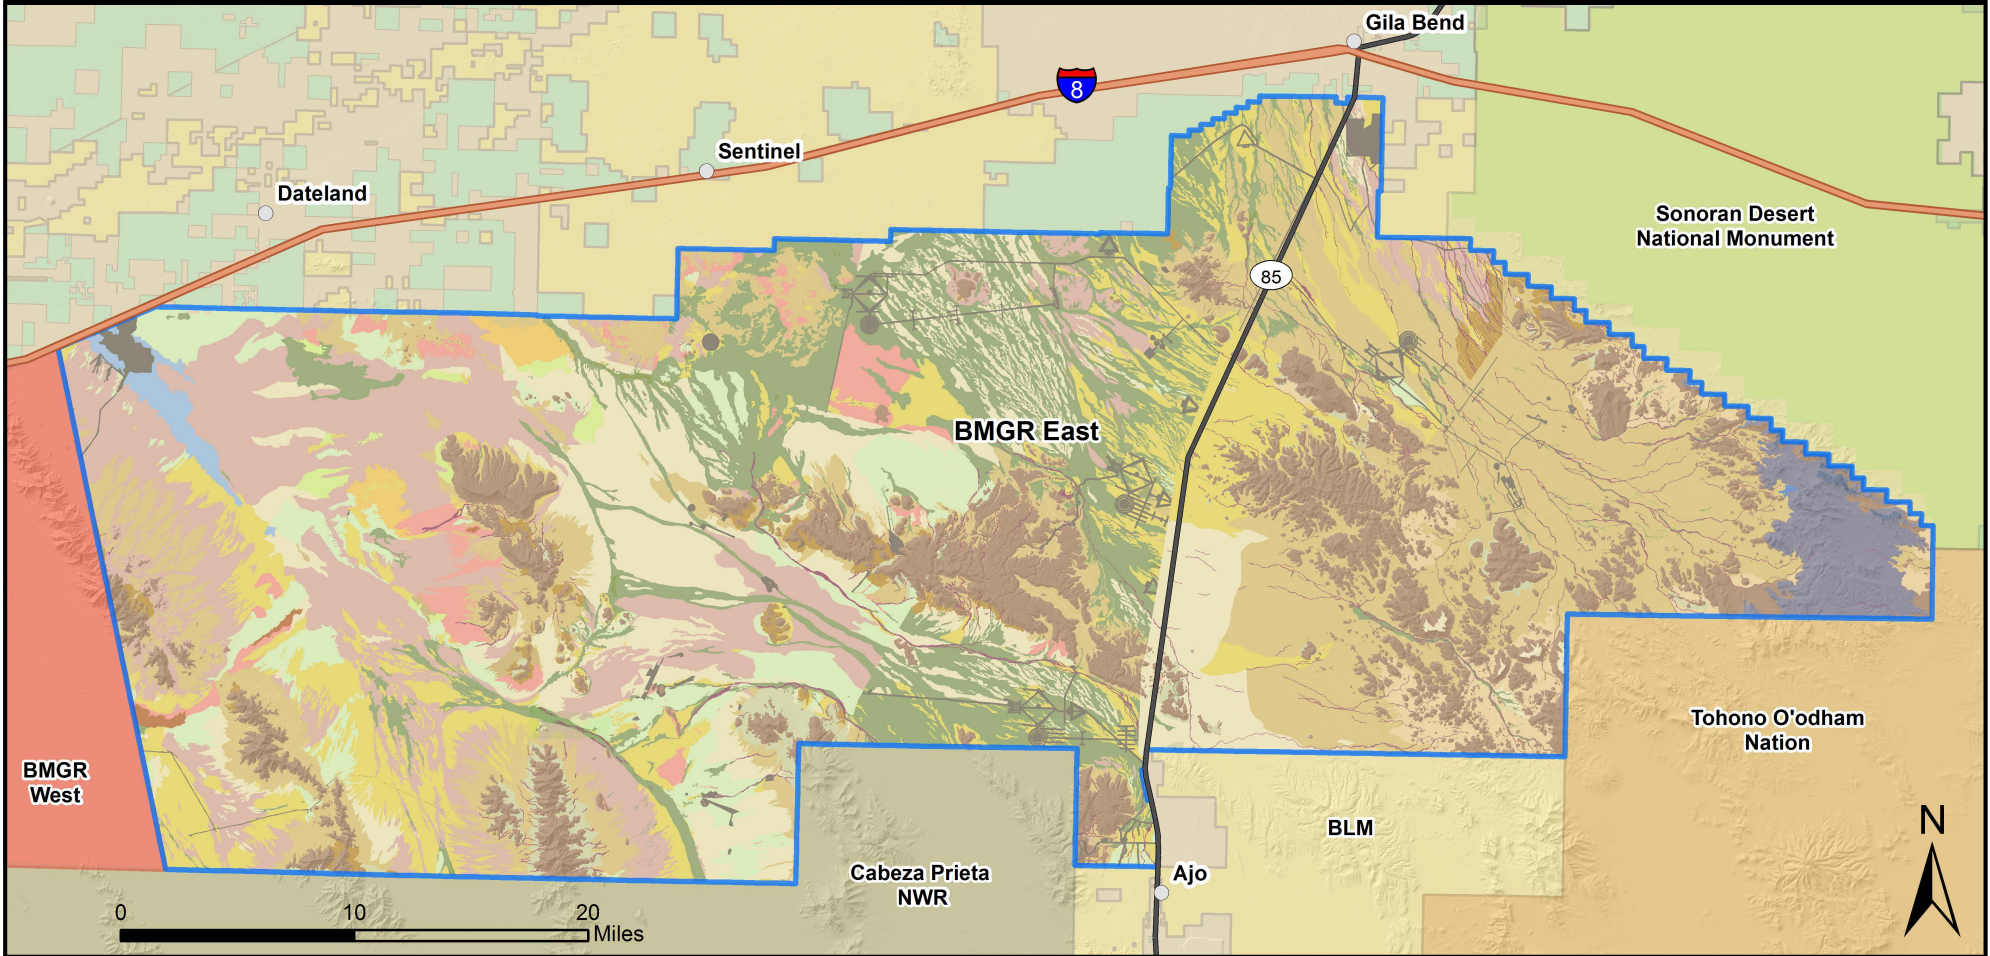 Gila Bend
8
Sentinel
Dateland
Sonoran Desert
National Monument
85
BMGR East
Tohono O'odham
Nation
BMGR
West
BLM
N
Cabeza Prieta
NWR
Ajo
0 10 20
Miles